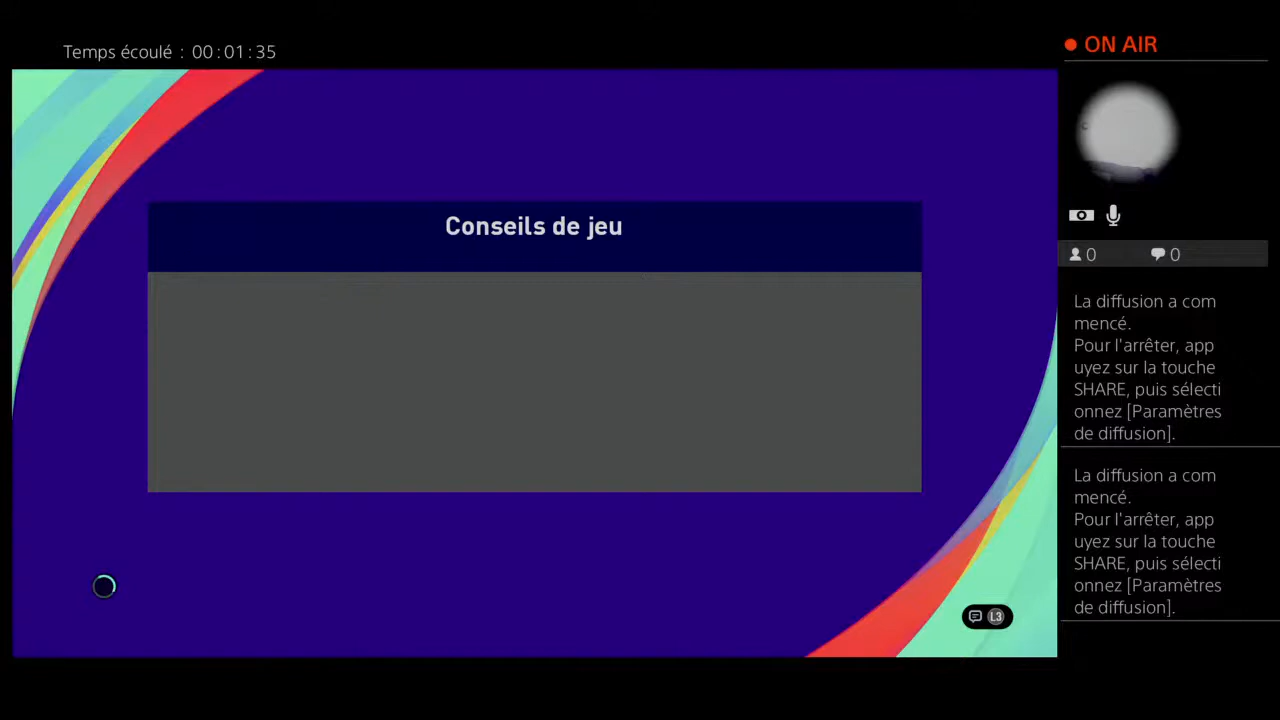 Temps écoulé : 00:01:35
ON AIR
Conseils de jeu
0
0
La diffusion a com
mencé.
Pour l'arrêter, app
uyez sur la touche
SHARE, puis sélecti
onnez [Paramètres
de diffusion].
La diffusion a com
mencé.
Pour l'arrêter, app
uyez sur la touche
SHARE, puis sélecti
onnez [Paramètres
de diffusion].
L3